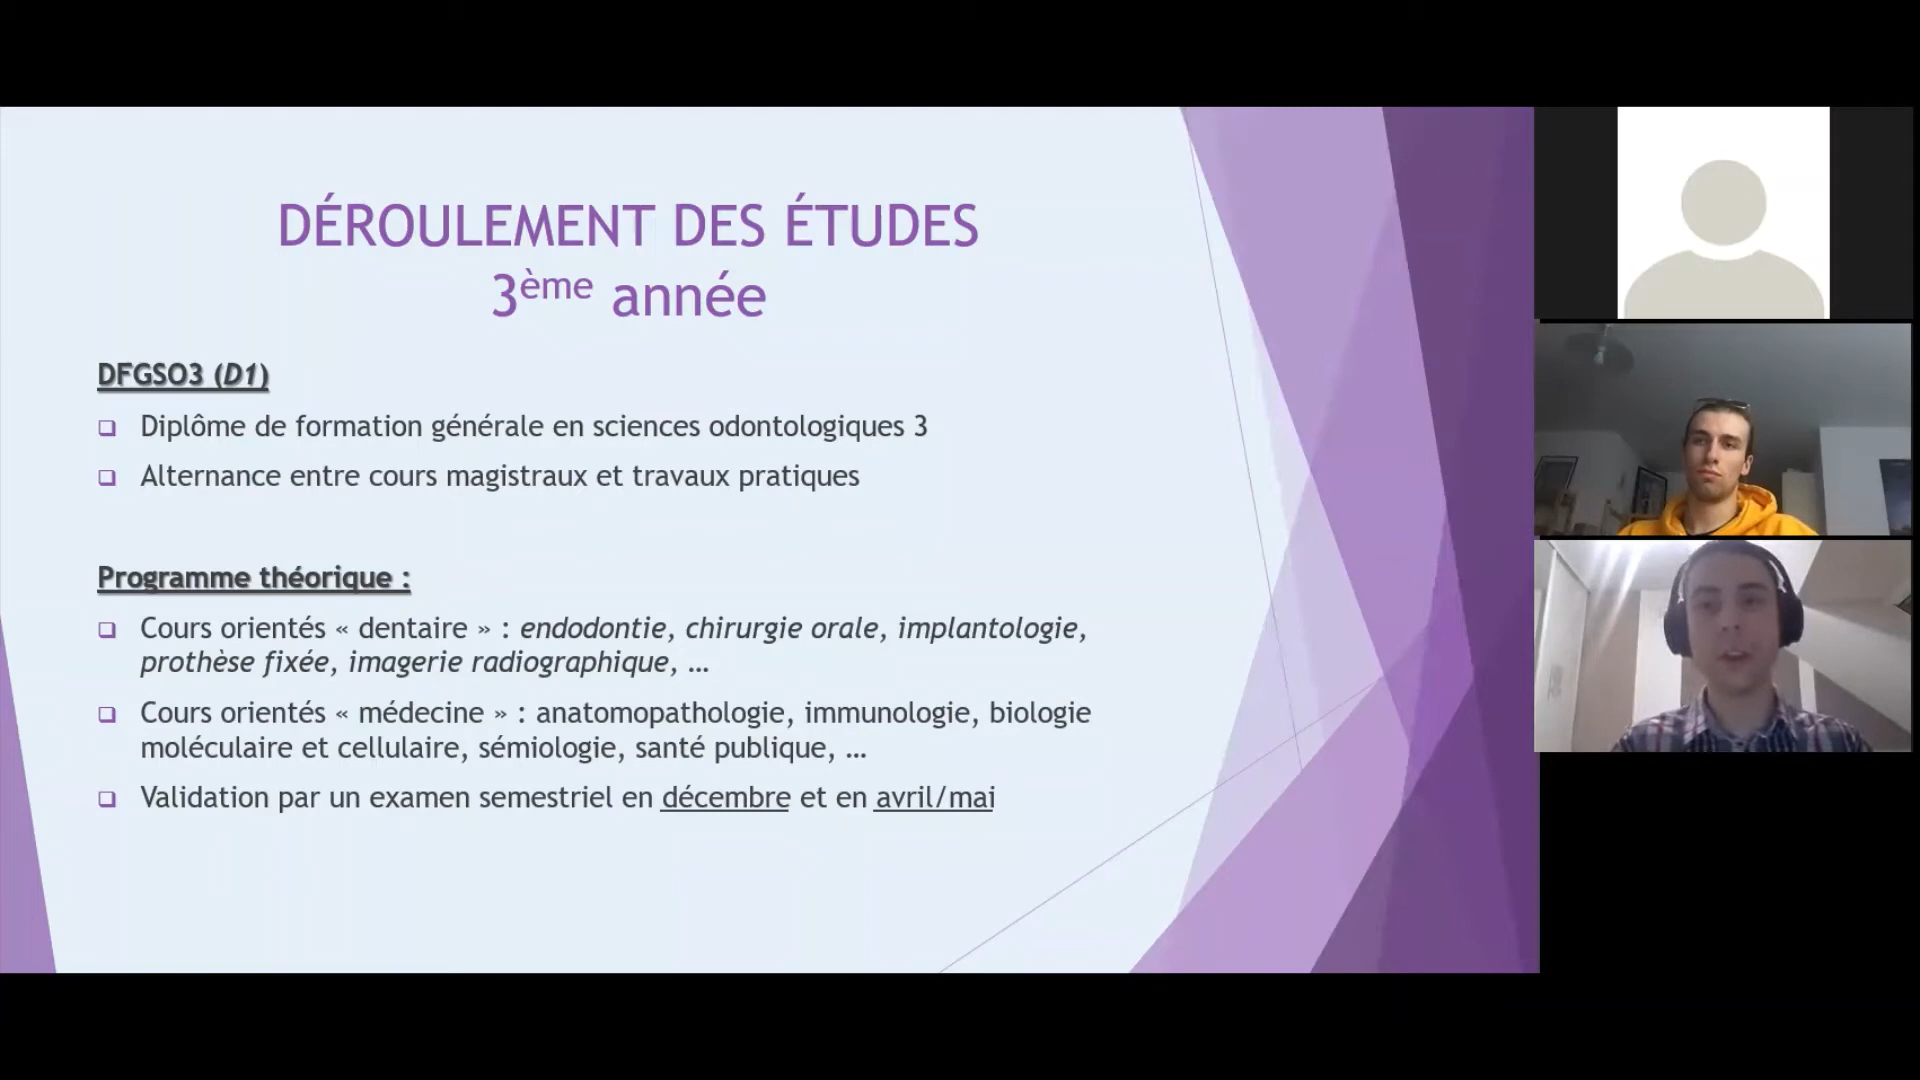 DÉROULEMENT DES ÉTUDES
3ème année
DFGSO3 (D1)
Diplôme de formation générale en sciences odontologiques 3
Alternance entre cours magistraux et travaux pratiques
Programme théorique :
Cours orientés « dentaire » : endodontie, chirurgie orale, implantologie,
prothèse fixée, imagerie radiographique, …
Cours orientés « médecine » : anatomopathologie, immunologie, biologie
moléculaire et cellulaire, sémiologie, santé publique, …
Validation par un examen semestriel en décembre et en avril/mai